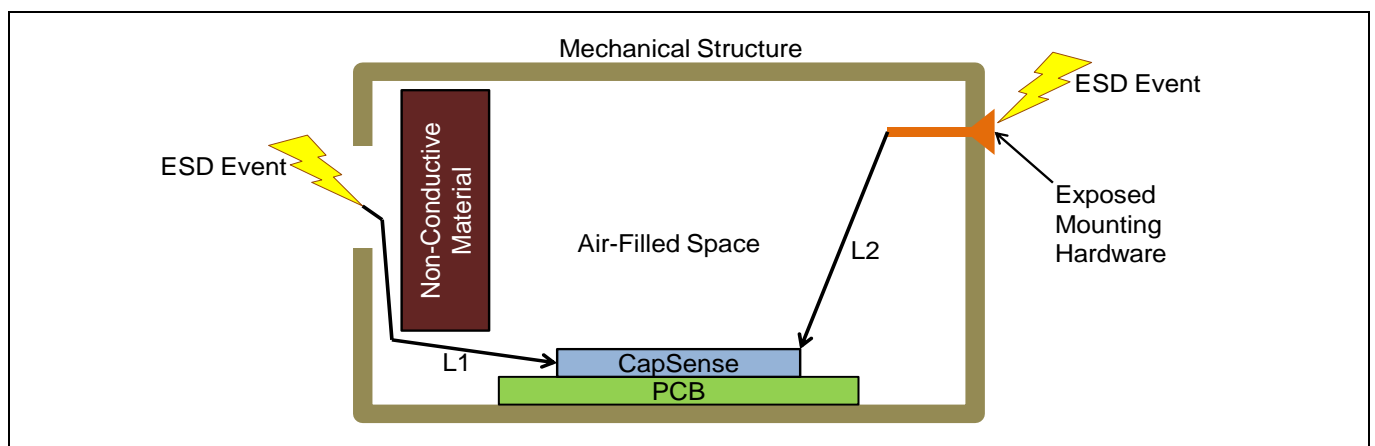 Mechanical Structure
ESD Event
ESD Event
Non-Conductive
Material
Exposed
Mounting
Hardware
Air-Filled Space
L2
L1
CapSense
PCB